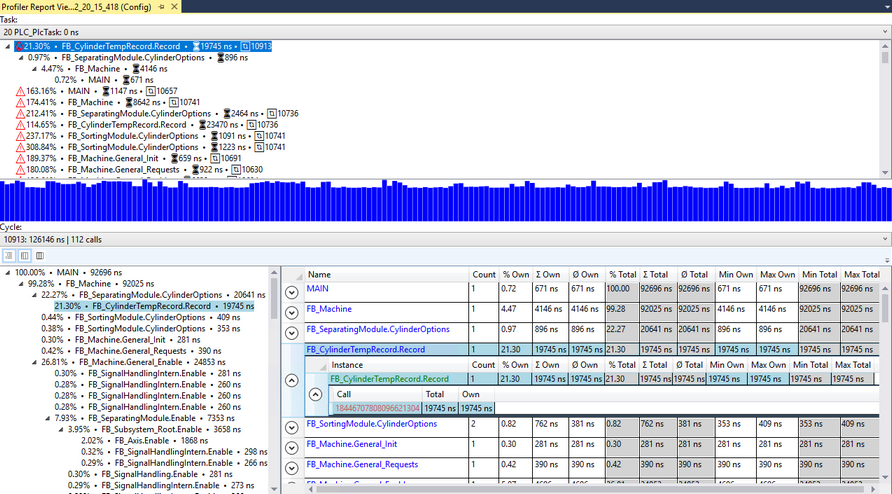 Profiler Report Vie...2_20_15_418 (Config)
Task:
20 PLC_PlcTask: 0 ns
21.30% • FB_CylinderTempRecord.Record • 19745 ns • 10913
0.97% • FB_SeparatingModule.CylinderOptions • 896 ns
4.47% • FB_Machine • 4146 ns
0.72% • MAIN • 671 ns
163.16% • MAIN • 1147 ns • 10657
174.41% • FB_Machine • 8642 ns • 10741
212.41% • FB_SeparatingModule.CylinderOptions • 2464 ns • 10736
114.65% • FB_CylinderTempRecord.Record • 23470 ns • 10736
237.17% • FB_SortingModule.CylinderOptions • 1091 ns • 10741
308.84% • FB_SortingModule.CylinderOptions • 1223 ns • 10741
189.37% • FB_Machine.General_Init • 659 ns • 10691
180.08% • FB_Machine.General_Requests • 922 ns • 10630
Cycle:
10913: 126146 ns | 112 calls
100.00% • MAIN • 92696 ns
99.28% • FB_Machine • 92025 ns
22.27% • FB_SeparatingModule.CylinderOptions • 20641 ns
21.30% • FB_CylinderTempRecord.Record • 19745 ns
0.44% • FB_SortingModule.CylinderOptions • 409 ns
0.38% • FB_SortingModule.CylinderOptions • 353 ns
0.30% • FB_Machine.General_Init • 281 ns
0.42% • FB_Machine.General_Requests • 390 ns
26.81% • FB_Machine.General_Enable • 24853 ns
0.30% • FB_SignalHandlingIntern.Enable • 281 ns
0.28% • FB_SignalHandlingIntern.Enable • 260 ns
0.28% • FB_SignalHandlingIntern.Enable • 260 ns
0.28% • FB_SignalHandlingIntern.Enable • 260 ns
7.93% • FB_SeparatingModule.Enable • 7353 ns
3.95% • FB_Subsystem_Root.Enable • 3658 ns
2.02% • FB_Axis.Enable • 1868 ns
0.32% • FB_SignalHandlingIntern.Enable • 298 ns
0.29% • FB_SignalHandlingIntern.Enable • 266 ns
0.30% • FB_SignalHandling.Enable • 281 ns
0.29% • FB_SignalHandlingIntern.Enable • 273 ns
Name Count % Own Σ Own Ø Own % Total Σ Total Ø Total Min Own Max Own Min Total Max Total
MAIN 1 0.72 671 ns 671 ns 100.00 92696 ns 92696 ns 671 ns 671 ns 92696 ns 92696 ns
FB_Machine 1 4.47 4146 ns 4146 ns 99.28 92025 ns 92025 ns 4146 ns 4146 ns 92025 ns 92025 ns
FB_SeparatingModule.CylinderOptions 1 0.97 896 ns 896 ns 22.27 20641 ns 20641 ns 896 ns 896 ns 20641 ns 20641 ns
FB_CylinderTempRecord.Record 1 21.30 19745 ns 19745 ns 21.30 19745 ns 19745 ns 19745 ns 19745 ns 19745 ns 19745 ns
Instance Count % Own Σ Own Ø Own % Total Σ Total Ø Total Min Own Max Own Min Total Max Total
FB_CylinderTempRecord.Record 1 21.30 19745 ns 19745 ns 21.30 19745 ns 19745 ns 19745 ns 19745 ns 19745 ns 19745 ns
Call Total Own
18446707808096621304 19745 ns 19745 ns
FB_SortingModule.CylinderOptions 2 0.82 762 ns 381 ns 0.82 762 ns 381 ns 353 ns 409 ns 353 ns 409 ns
FB_Machine.General_Init 1 0.30 281 ns 281 ns 0.30 281 ns 281 ns 281 ns 281 ns 281 ns 281 ns
FB_Machine.General_Requests 1 0.42 390 ns 390 ns 0.42 390 ns 390 ns 390 ns 390 ns 390 ns 390 ns